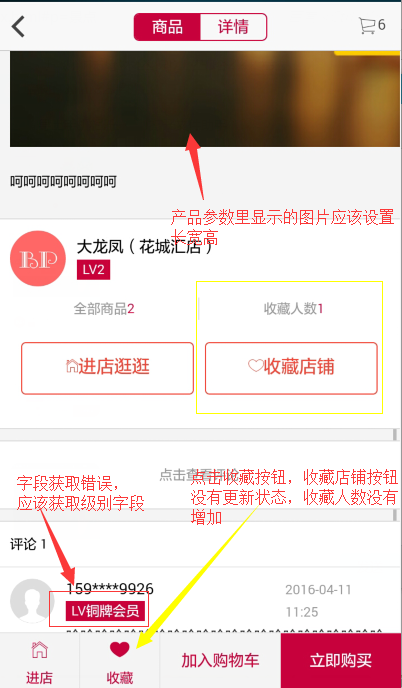 商品 详情 6
呵呵呵呵呵呵呵呵
产品参数里显示的图片应该设置
长宽高
BP
大龙凤（花城汇店）
LV2
全部商品2 收藏人数1
进店逛逛 收藏店铺
点击查
点击收藏按钮，收藏店铺按钮
没有更新状态，收藏人数没有
增加
字段获取错误，
应该获取级别字段
评论 1
159****9926
LV铜牌会员
2016-04-11
11:25
进店
收藏
加入购物车
立即购买